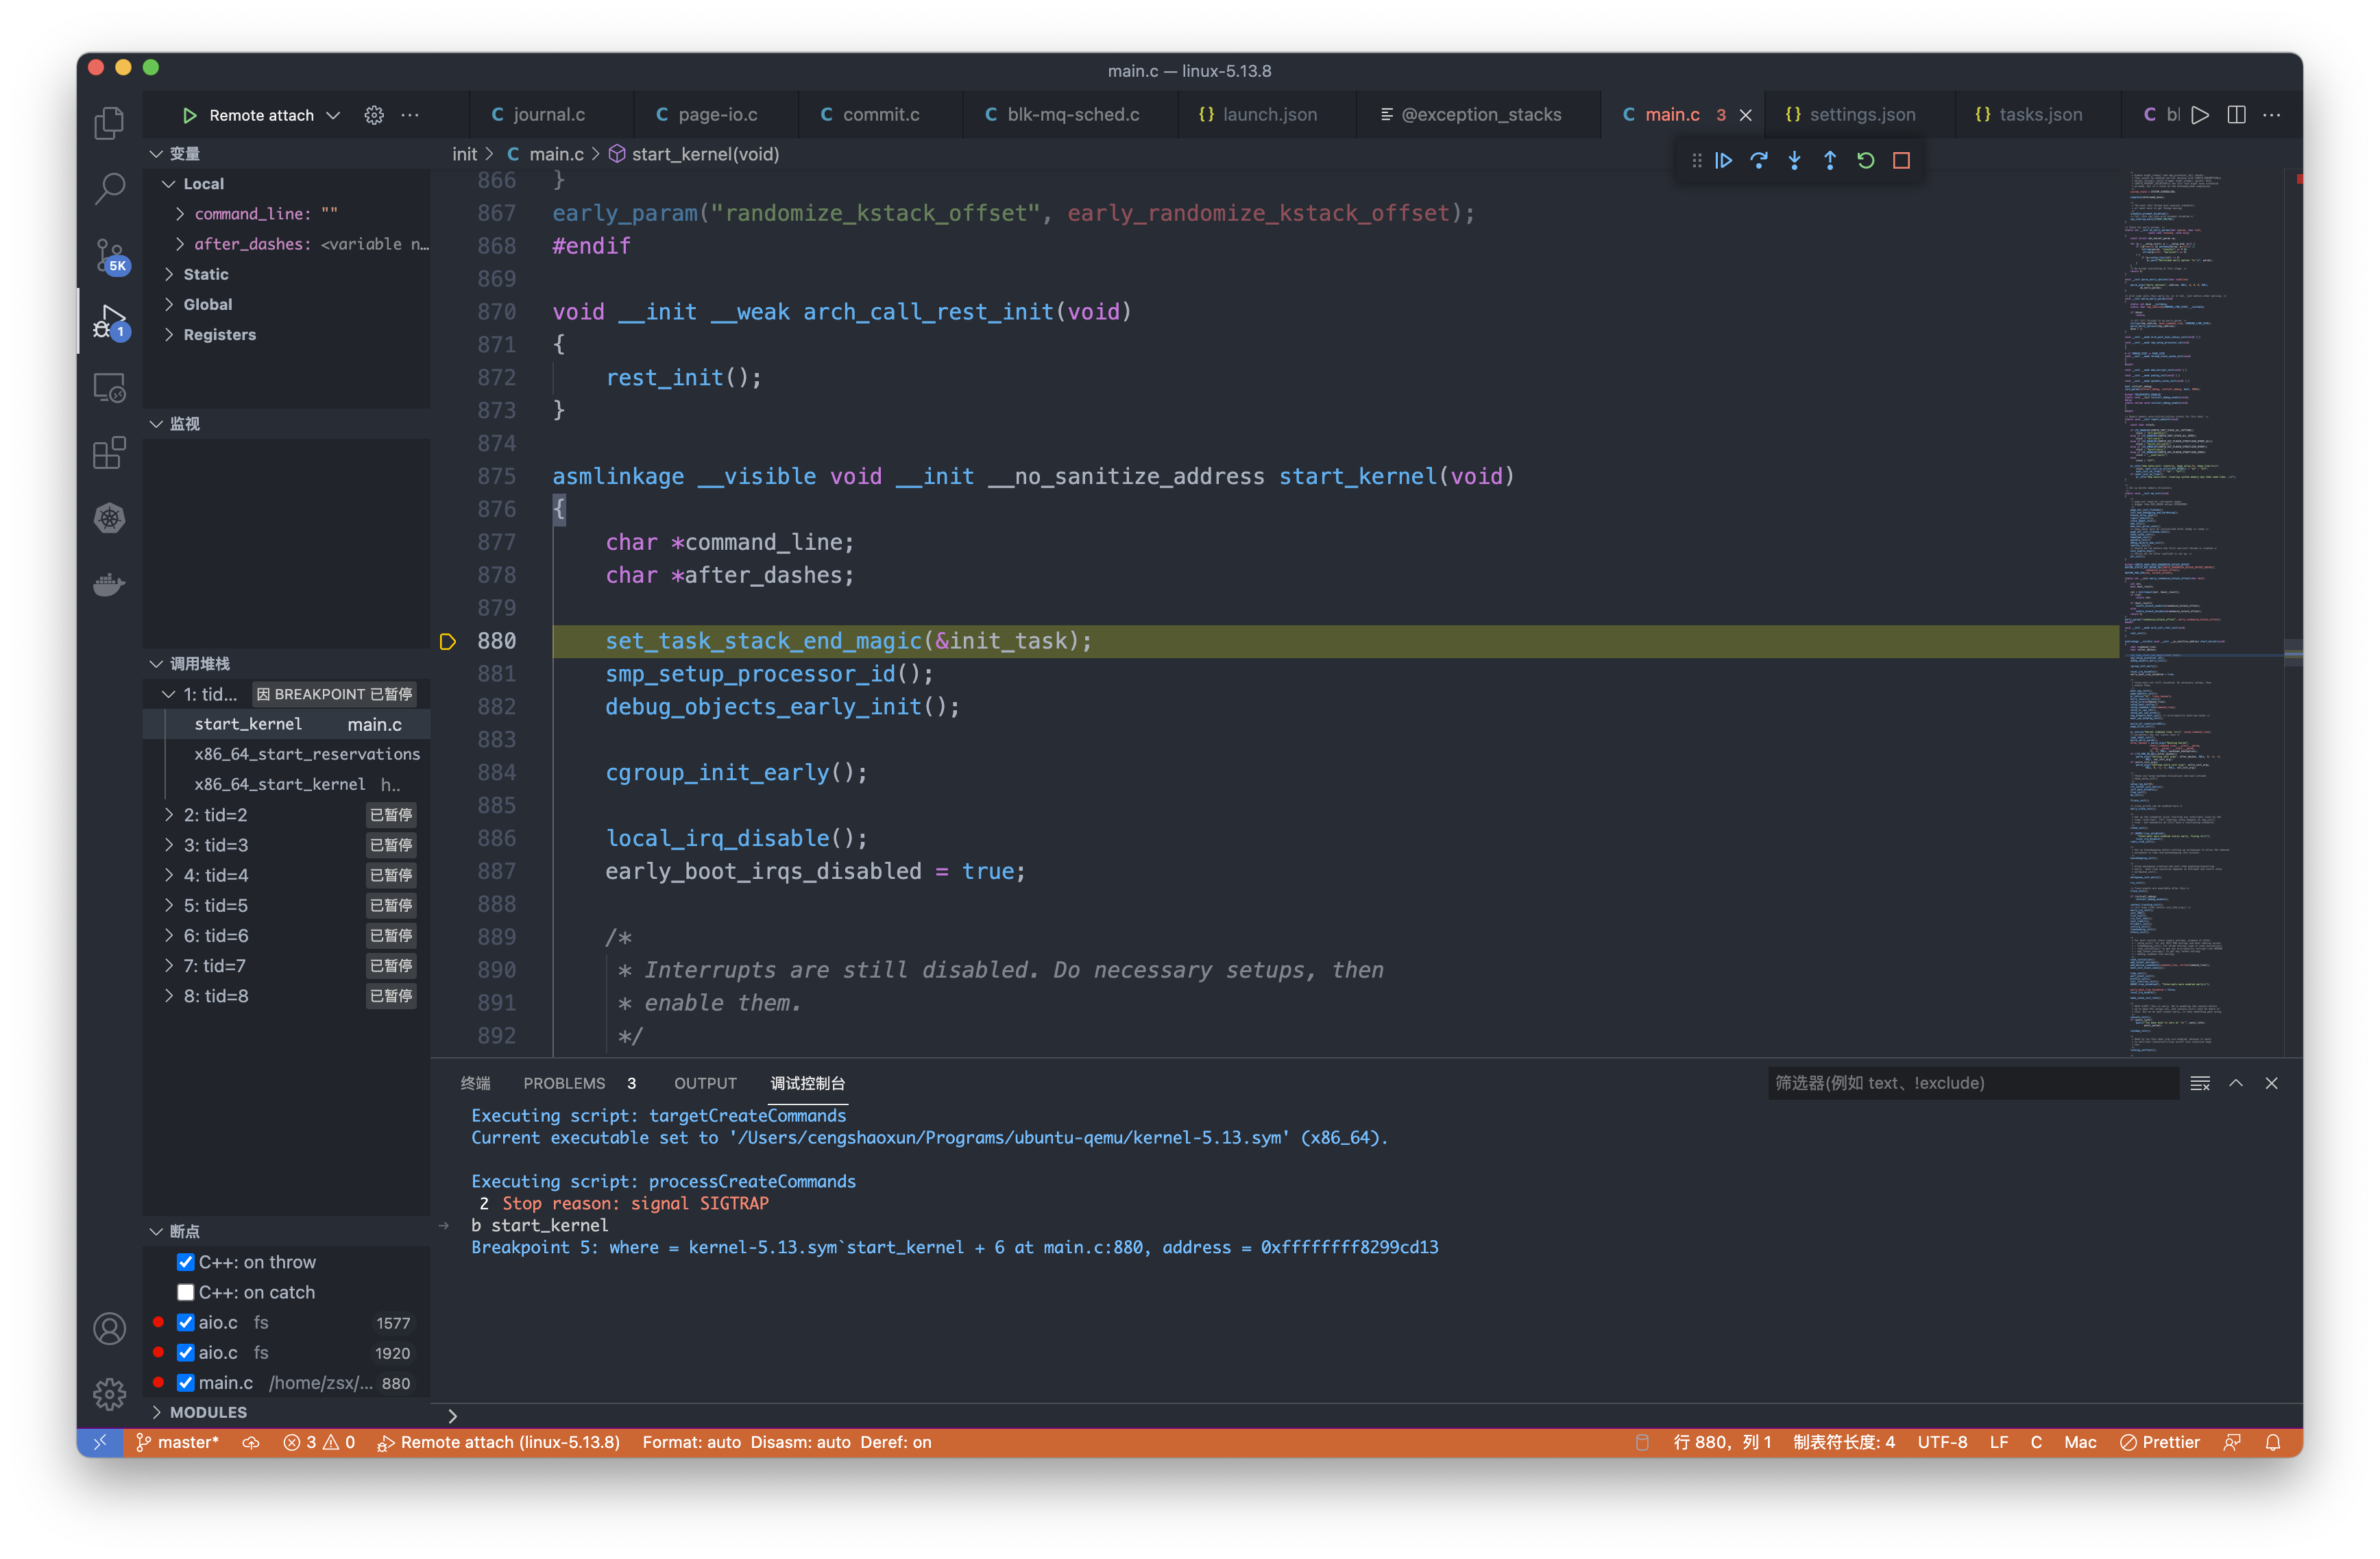 main.c — linux-5.13.8
Remote attach
journal.c
page-io.c
commit.c
blk-mq-sched.c
launch.json
@exception_stacks
main.c 3
settings.json
tasks.json
bl
变量
Local
command_line: ""
after_dashes: <variable n…
Static
Global
Registers
监视
调用堆栈
1: tid… 因 BREAKPOINT 已暂停
start_kernel main.c
x86_64_start_reservations
x86_64_start_kernel h..
2: tid=2 已暂停
3: tid=3 已暂停
4: tid=4 已暂停
5: tid=5 已暂停
6: tid=6 已暂停
7: tid=7 已暂停
8: tid=8 已暂停
断点
C++: on throw
C++: on catch
aio.c fs 1577
aio.c fs 1920
main.c /home/zsx/… 880
MODULES
5K
1
init > C main.c > start_kernel(void)
866 }
867 early_param("randomize_kstack_offset", early_randomize_kstack_offset);
868 #endif
869
870 void __init __weak arch_call_rest_init(void)
871 {
872 rest_init();
873 }
874
875 asmlinkage __visible void __init __no_sanitize_address start_kernel(void)
876 {
877 char *command_line;
878 char *after_dashes;
879
880 set_task_stack_end_magic(&init_task);
881 smp_setup_processor_id();
882 debug_objects_early_init();
883
884 cgroup_init_early();
885
886 local_irq_disable();
887 early_boot_irqs_disabled = true;
888
889 /*
890 * Interrupts are still disabled. Do necessary setups, then
891 * enable them.
892 */
终端 PROBLEMS 3 OUTPUT 调试控制台
筛选器(例如 text、!exclude)
Executing script: targetCreateCommands
Current executable set to '/Users/cengshaoxun/Programs/ubuntu-qemu/kernel-5.13.sym' (x86_64).
Executing script: processCreateCommands
2 Stop reason: signal SIGTRAP
b start_kernel
Breakpoint 5: where = kernel-5.13.sym`start_kernel + 6 at main.c:880, address = 0xffffffff8299cd13
master* 3 0 Remote attach (linux-5.13.8) Format: auto Disasm: auto Deref: on
行 880，列 1 制表符长度: 4 UTF-8 LF C Mac Prettier